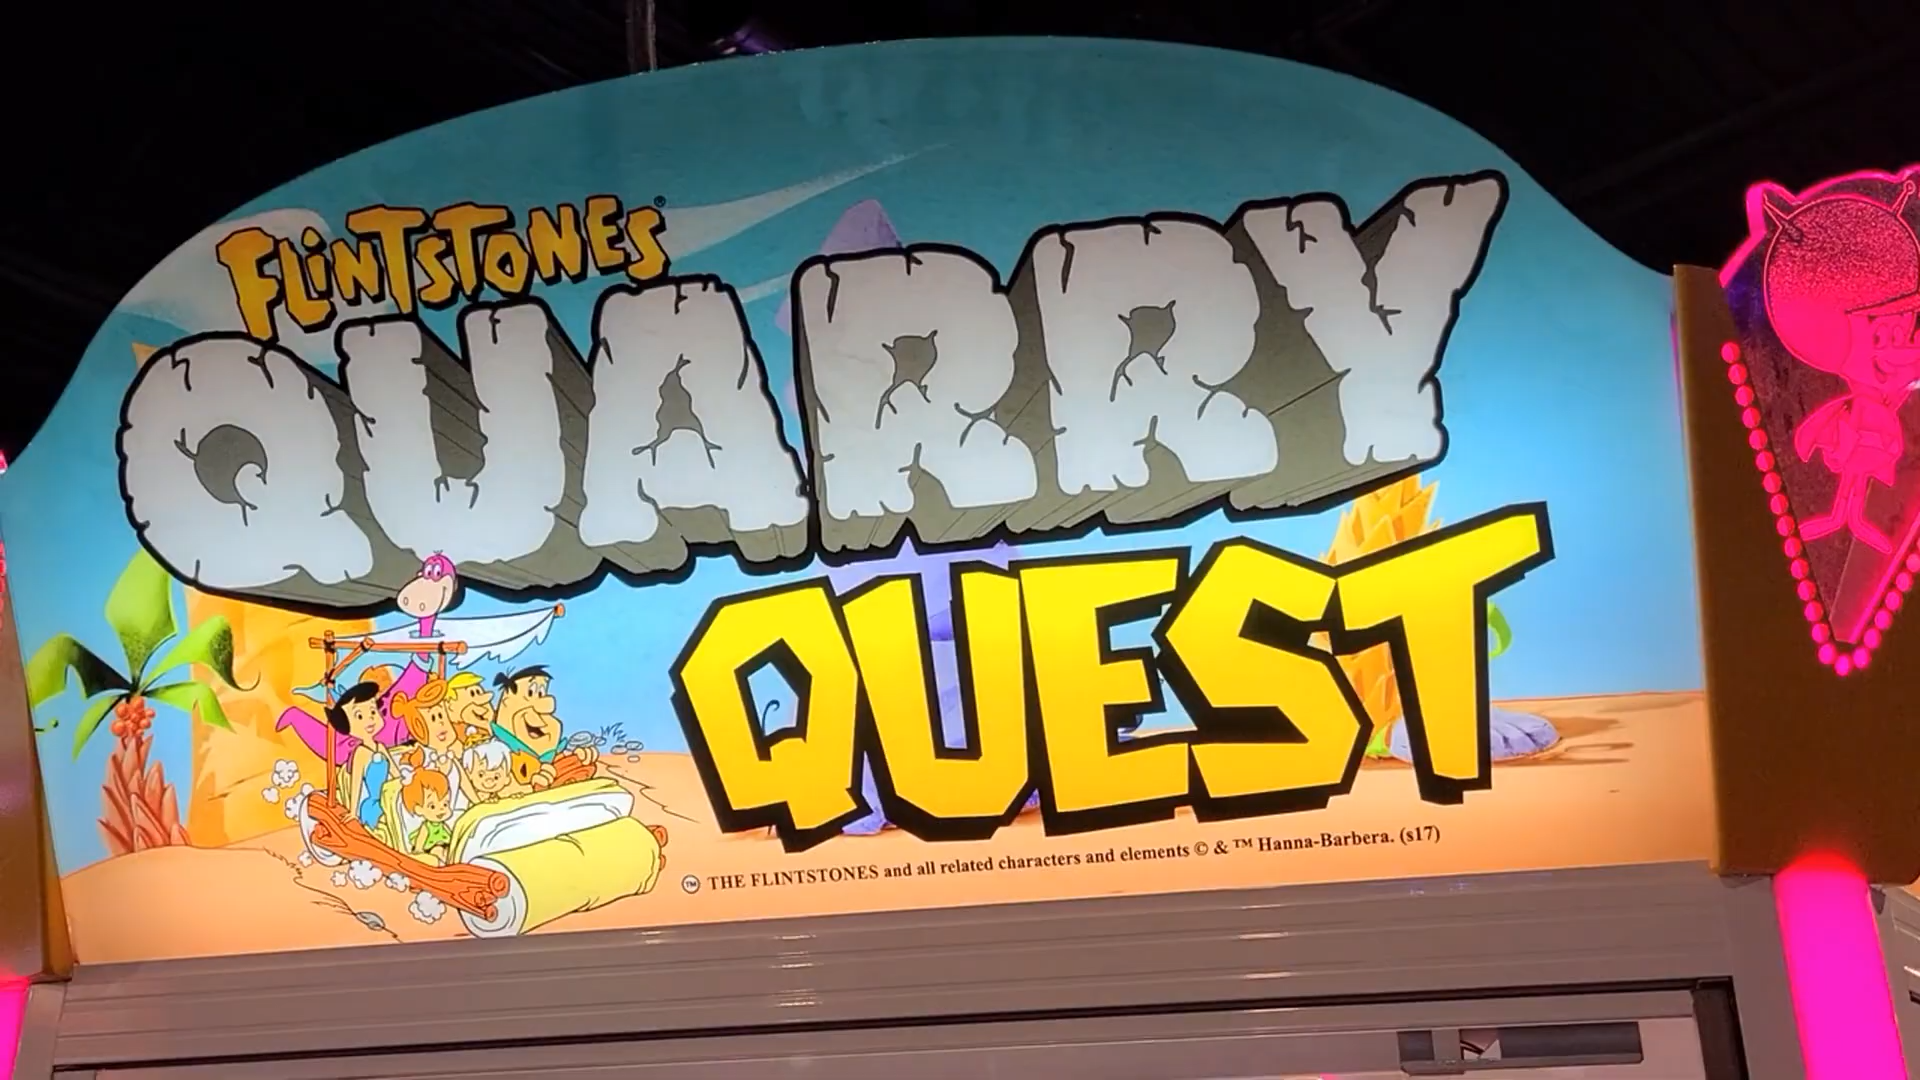 FLINTSTONES®
QUARRY
QUEST
TM THE FLINTSTONES and all related characters and elements © & ™ Hanna-Barbera. (s17)